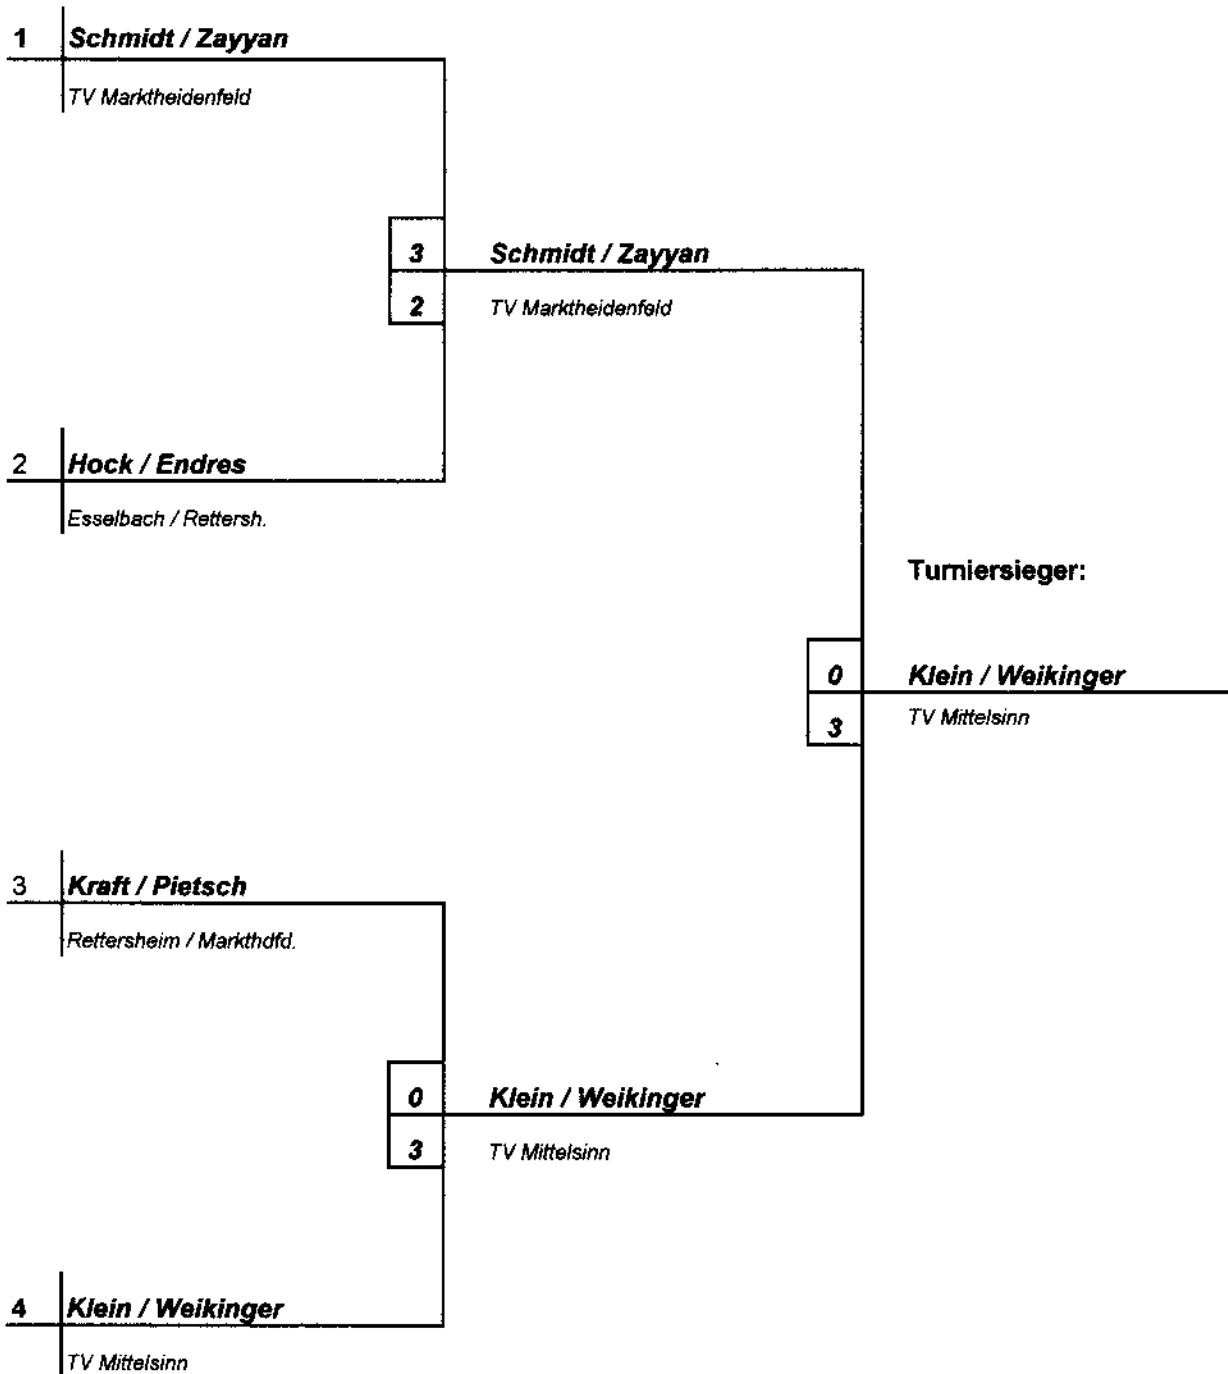 1 Schmidt / Zayyan
TV Marktheidenfeld
3 Schmidt / Zayyan
2 TV Marktheidenfeld
2 Hock / Endres
Esselbach / Rettersh.
Turniersieger:
0 Klein / Weikinger
3 TV Mittelsinn
3 Kraft / Pietsch
Rettersheim / Markthdfd.
0 Klein / Weikinger
3 TV Mittelsinn
4 Klein / Weikinger
TV Mittelsinn